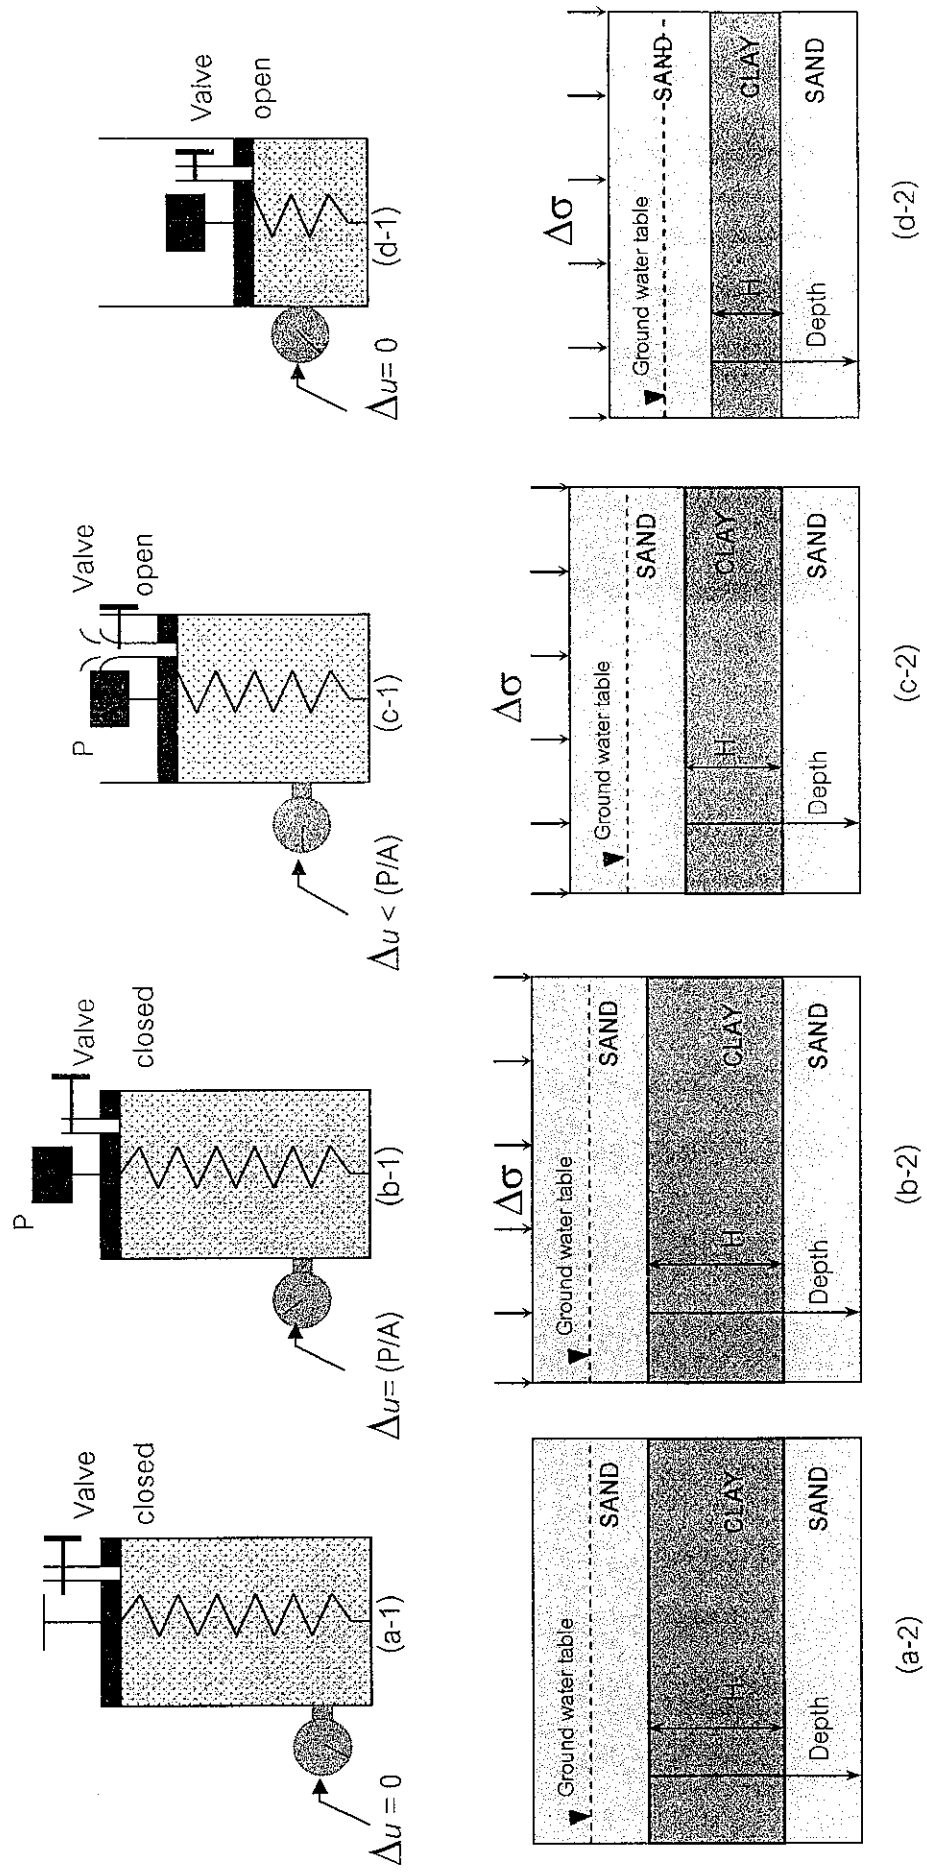 Valve
closed
Δu = 0
(a-1)
P
Valve
closed
Δu= (P/A)
(b-1)
P
Valve
open
Δu < (P/A)
(c-1)
Valve
open
Δu= 0
(d-1)
Ground water table
SAND
CLAY
H
Depth
SAND
(a-2)
Δσ
Ground water table
SAND
CLAY
H
Depth
SAND
(b-2)
Δσ
Ground water table
SAND
CLAY
H
Depth
SAND
(c-2)
Δσ
Ground water table
SAND
CLAY
H
Depth
SAND
(d-2)